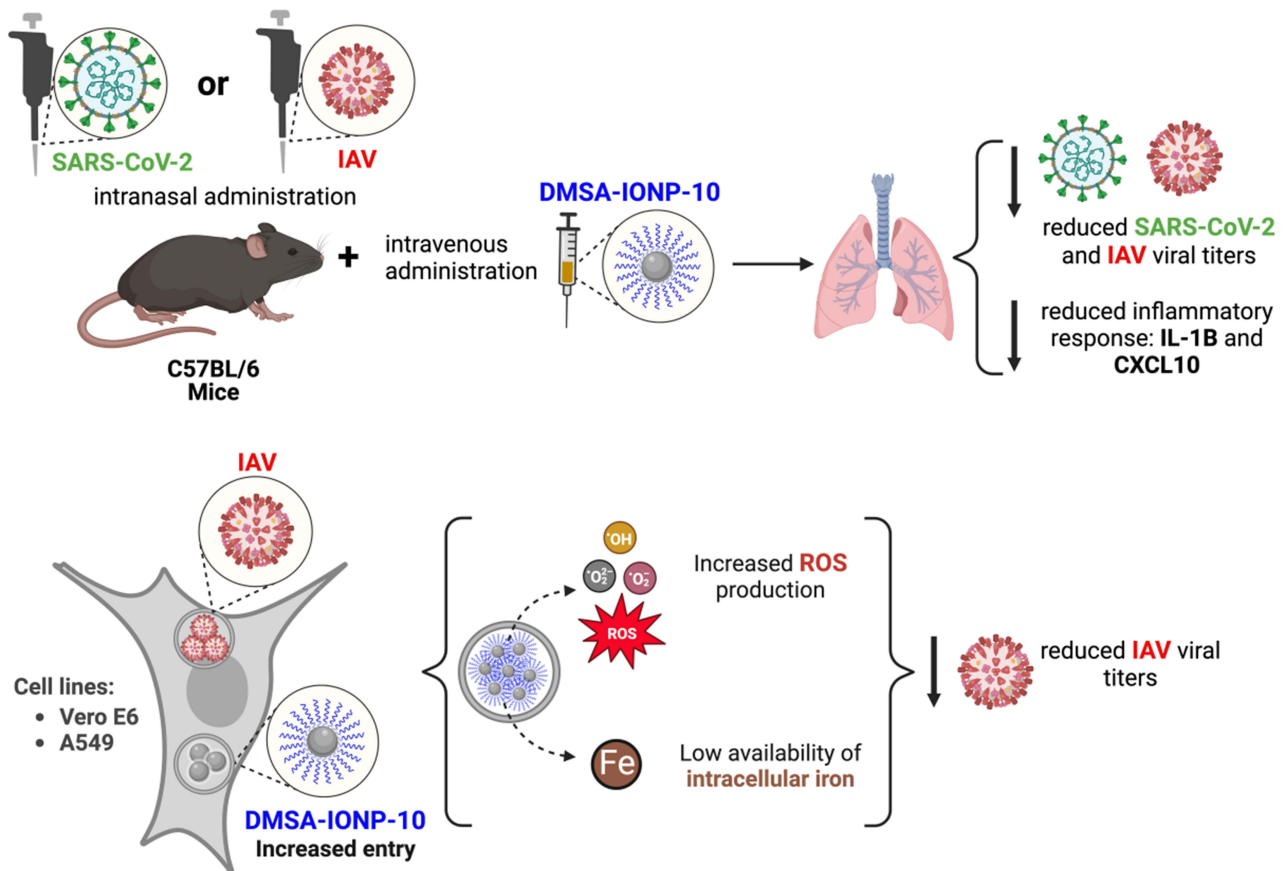 or
SARS-CoV-2
IAV
intranasal administration
DMSA-IONP-10
+
intravenous
administration
C57BL/6
Mice
reduced SARS-CoV-2
and IAV viral titers
reduced inflammatory
response: IL-1B and
CXCL10
IAV
Cell lines:
• Vero E6
• A549
DMSA-IONP-10
Increased entry
•OH
•O₂²⁻
•O₂⁻
ROS
Increased ROS
production
Fe
Low availability of
intracellular iron
reduced IAV viral
titers